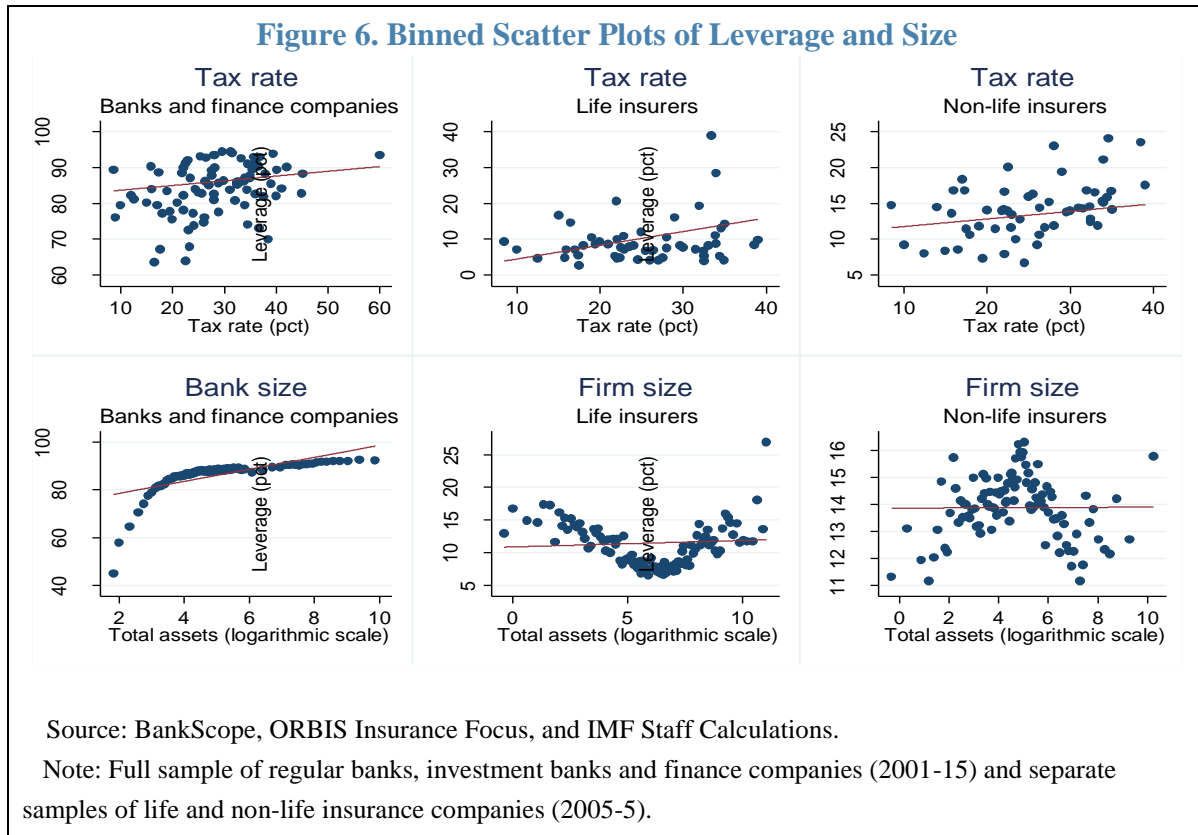 Figure 6. Binned Scatter Plots of Leverage and Size
Tax rate
Banks and finance companies
Leverage (pct)
100
90
80
70
60
10 20 30 40 50 60
Tax rate (pct)
Tax rate
Life insurers
Leverage (pct)
40
30
20
10
0
10 20 30 40
Tax rate (pct)
Tax rate
Non-life insurers
25
20
15
10
5
10 20 30 40
Tax rate (pct)
Bank size
Banks and finance companies
Leverage (pct)
100
80
60
40
2 4 6 8 10
Total assets (logarithmic scale)
Firm size
Life insurers
Leverage (pct)
25
20
15
10
5
0 5 10
Total assets (logarithmic scale)
Firm size
Non-life insurers
16
15
14
13
12
11
0 2 4 6 8 10
Total assets (logarithmic scale)
Source: BankScope, ORBIS Insurance Focus, and IMF Staff Calculations.
Note: Full sample of regular banks, investment banks and finance companies (2001-15) and separate
samples of life and non-life insurance companies (2005-5).